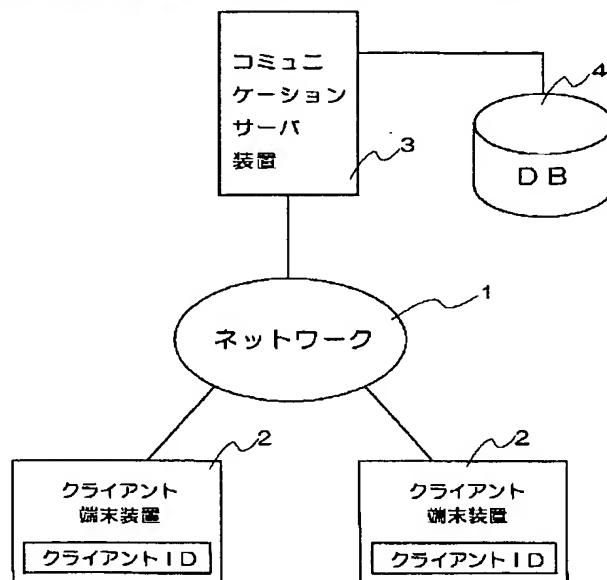 コミュニ
ケーション
サーバ
装置
3
4
DB
1
ネットワーク
2
クライアント
端末装置
クライアントID
2
クライアント
端末装置
クライアントID